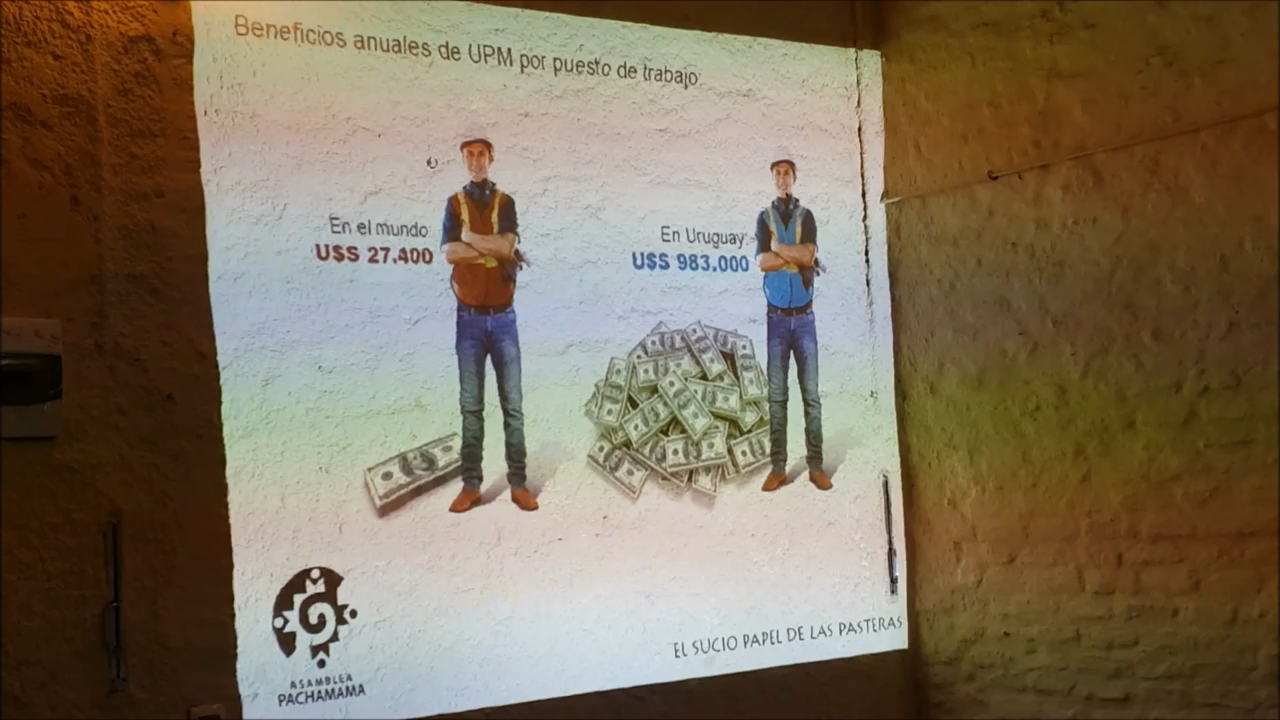 Beneficios anuales de UPM por puesto de trabajo
En el mundo
U$S 27.400
En Uruguay:
U$S 983.000
EL SUCIO PAPEL DE LAS PASTERAS
ASAMBLEA
PACHAMAMA